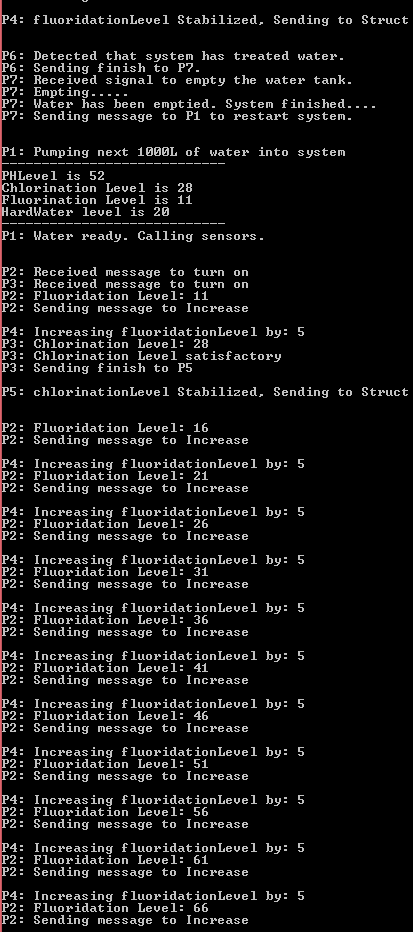 P4: fluoridationLevel Stabilized, Sending to Struct
P6: Detected that system has treated water.
P6: Sending finish to P7.
P7: Received signal to empty the water tank.
P7: Empting.....
P7: Water has been emptied. System finished....
P7: Sending message to P1 to restart system.
P1: Pumping next 1000L of water into system
----------------------------
PHLevel is 52
Chlorination Level is 28
Fluorination Level is 11
HardWater level is 20
----------------------------
P1: Water ready. Calling sensors.
P2: Received message to turn on
P3: Received message to turn on
P2: Fluoridation Level: 11
P2: Sending message to Increase
P4: Increasing fluoridationLevel by: 5
P3: Chlorination Level: 28
P3: Chlorination Level satisfactory
P3: Sending finish to P5
P5: chlorinationLevel Stabilized, Sending to Struct
P2: Fluoridation Level: 16
P2: Sending message to Increase
P4: Increasing fluoridationLevel by: 5
P2: Fluoridation Level: 21
P2: Sending message to Increase
P4: Increasing fluoridationLevel by: 5
P2: Fluoridation Level: 26
P2: Sending message to Increase
P4: Increasing fluoridationLevel by: 5
P2: Fluoridation Level: 31
P2: Sending message to Increase
P4: Increasing fluoridationLevel by: 5
P2: Fluoridation Level: 36
P2: Sending message to Increase
P4: Increasing fluoridationLevel by: 5
P2: Fluoridation Level: 41
P2: Sending message to Increase
P4: Increasing fluoridationLevel by: 5
P2: Fluoridation Level: 46
P2: Sending message to Increase
P4: Increasing fluoridationLevel by: 5
P2: Fluoridation Level: 51
P2: Sending message to Increase
P4: Increasing fluoridationLevel by: 5
P2: Fluoridation Level: 56
P2: Sending message to Increase
P4: Increasing fluoridationLevel by: 5
P2: Fluoridation Level: 61
P2: Sending message to Increase
P4: Increasing fluoridationLevel by: 5
P2: Fluoridation Level: 66
P2: Sending message to Increase